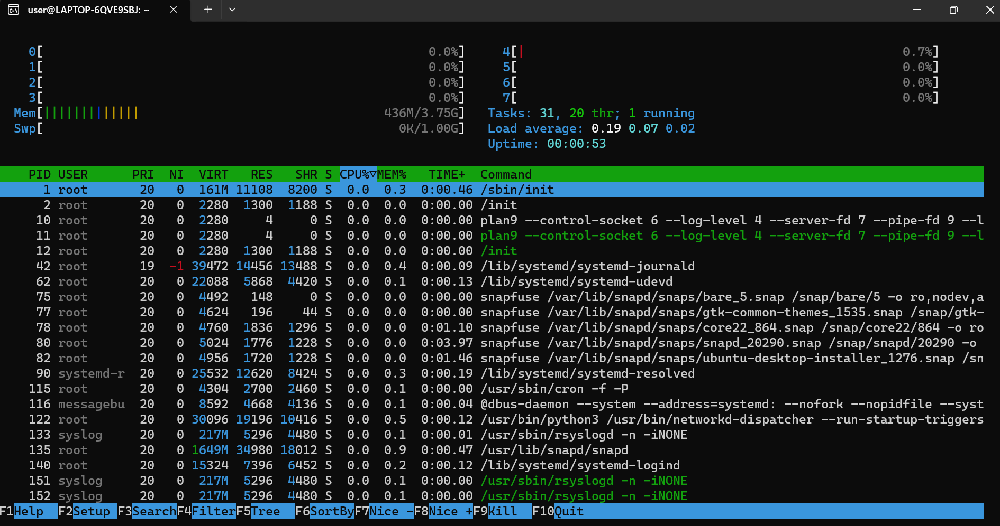 user@LAPTOP-6QVE9SBJ: ~
0[ 0.0%] 4[| 0.7%]
1[ 0.0%] 5[ 0.0%]
2[ 0.0%] 6[ 0.0%]
3[ 0.0%] 7[ 0.0%]
Mem[||||||||||||| 436M/3.75G] Tasks: 31, 20 thr; 1 running
Swp[ 0K/1.00G] Load average: 0.19 0.07 0.02
Uptime: 00:00:53
PID USER PRI NI VIRT RES SHR S CPU%▽MEM% TIME+ Command
1 root 20 0 161M 11108 8200 S 0.0 0.3 0:00.46 /sbin/init
2 root 20 0 2280 1300 1188 S 0.0 0.0 0:00.00 /init
10 root 20 0 2280 4 0 S 0.0 0.0 0:00.00 plan9 --control-socket 6 --log-level 4 --server-fd 7 --pipe-fd 9 --l
11 root 20 0 2280 4 0 S 0.0 0.0 0:00.00 plan9 --control-socket 6 --log-level 4 --server-fd 7 --pipe-fd 9 --l
12 root 20 0 2280 1300 1188 S 0.0 0.0 0:00.00 /init
42 root 19 -1 39472 14456 13488 S 0.0 0.4 0:00.09 /lib/systemd/systemd-journald
62 root 20 0 22088 5868 4420 S 0.0 0.1 0:00.13 /lib/systemd/systemd-udevd
75 root 20 0 4492 148 0 S 0.0 0.0 0:00.00 snapfuse /var/lib/snapd/snaps/bare_5.snap /snap/bare/5 -o ro,nodev,a
77 root 20 0 4624 196 44 S 0.0 0.0 0:00.00 snapfuse /var/lib/snapd/snaps/gtk-common-themes_1535.snap /snap/gtk-
78 root 20 0 4760 1836 1296 S 0.0 0.0 0:01.10 snapfuse /var/lib/snapd/snaps/core22_864.snap /snap/core22/864 -o ro
80 root 20 0 5024 1776 1228 S 0.0 0.0 0:03.97 snapfuse /var/lib/snapd/snaps/snapd_20290.snap /snap/snapd/20290 -o
82 root 20 0 4956 1720 1228 S 0.0 0.0 0:01.46 snapfuse /var/lib/snapd/snaps/ubuntu-desktop-installer_1276.snap /sn
90 systemd-r 20 0 25532 12620 8424 S 0.0 0.3 0:00.19 /lib/systemd/systemd-resolved
115 root 20 0 4304 2700 2460 S 0.0 0.1 0:00.00 /usr/sbin/cron -f -P
116 messagebu 20 0 8592 4668 4136 S 0.0 0.1 0:00.04 @dbus-daemon --system --address=systemd: --nofork --nopidfile --syst
122 root 20 0 30096 19196 10416 S 0.0 0.5 0:00.12 /usr/bin/python3 /usr/bin/networkd-dispatcher --run-startup-triggers
133 syslog 20 0 217M 5296 4480 S 0.0 0.1 0:00.01 /usr/sbin/rsyslogd -n -iNONE
135 root 20 0 1649M 34980 18012 S 0.0 0.9 0:00.47 /usr/lib/snapd/snapd
140 root 20 0 15324 7396 6452 S 0.0 0.2 0:00.12 /lib/systemd/systemd-logind
151 syslog 20 0 217M 5296 4480 S 0.0 0.1 0:00.00 /usr/sbin/rsyslogd -n -iNONE
152 syslog 20 0 217M 5296 4480 S 0.0 0.1 0:00.00 /usr/sbin/rsyslogd -n -iNONE
F1Help F2Setup F3SearchF4FilterF5Tree F6SortByF7Nice -F8Nice +F9Kill F10Quit